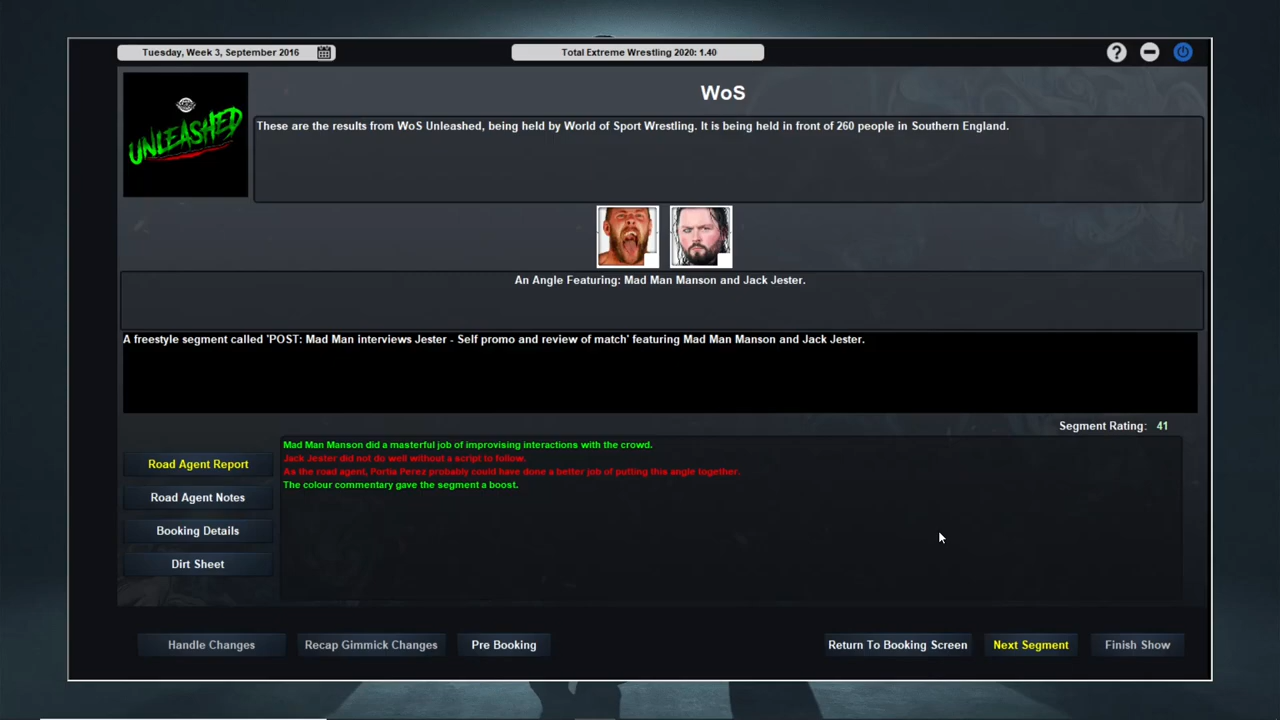 Tuesday, Week 3, September 2016
Total Extreme Wrestling 2020: 1.40
?
UNLEASHED
WoS
These are the results from WoS Unleashed, being held by World of Sport Wrestling. It is being held in front of 260 people in Southern England.
An Angle Featuring: Mad Man Manson and Jack Jester.
A freestyle segment called 'POST: Mad Man interviews Jester - Self promo and review of match' featuring Mad Man Manson and Jack Jester.
Segment Rating: 41
Road Agent Report
Road Agent Notes
Booking Details
Dirt Sheet
Mad Man Manson did a masterful job of improvising interactions with the crowd.
Jack Jester did not do well without a script to follow.
As the road agent, Portia Perez probably could have done a better job of putting this angle together.
The colour commentary gave the segment a boost.
Handle Changes
Recap Gimmick Changes
Pre Booking
Return To Booking Screen
Next Segment
Finish Show